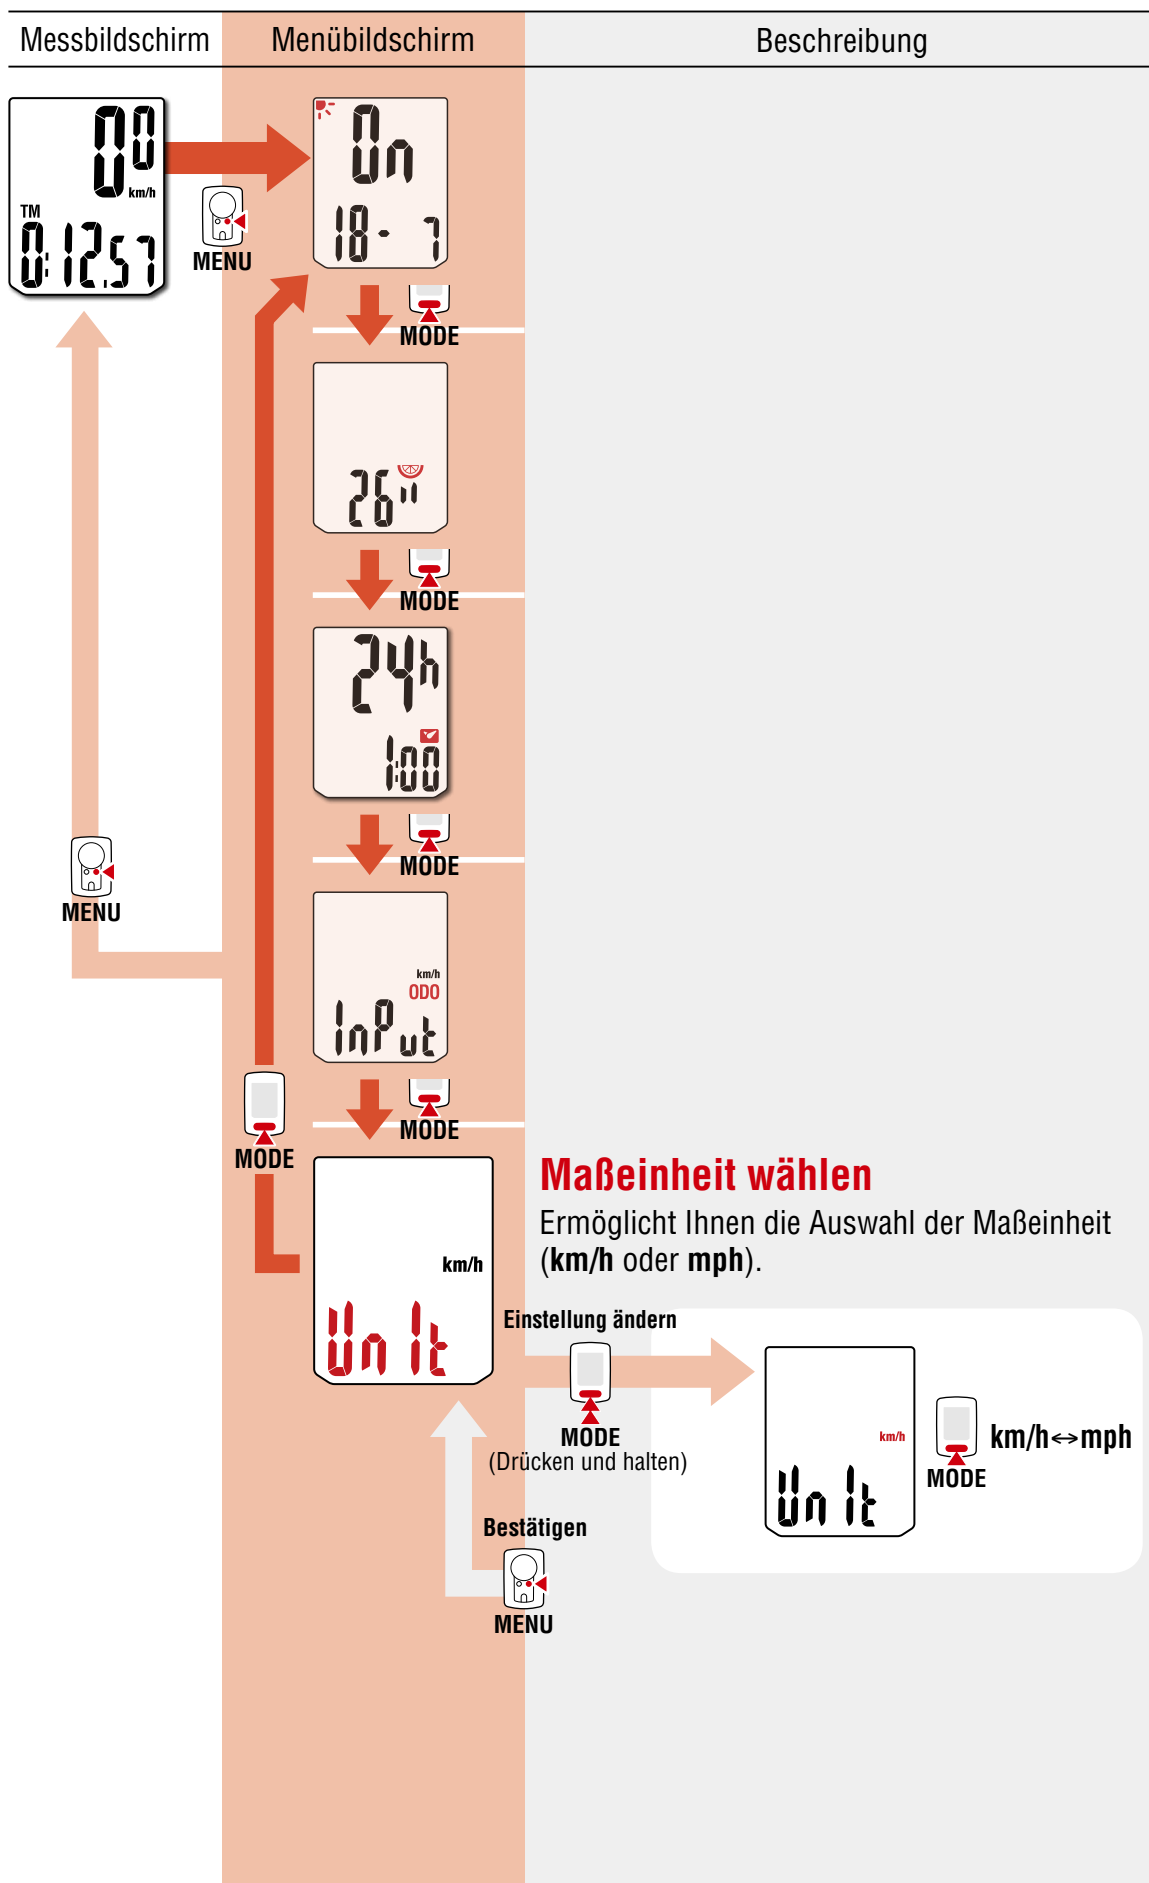 Messbildschirm
Menübildschirm
Beschreibung
00
km/h
TM
0:12.57
MENU
On
18- 7
MODE
26"
MODE
24h
1:00
MODE
MENU
km/h
ODO
InPut
MODE
MODE
km/h
UnIt
Maßeinheit wählen
Ermöglicht Ihnen die Auswahl der Maßeinheit
(km/h oder mph).
Einstellung ändern
MODE
(Drücken und halten)
km/h
UnIt
MODE
km/h↔mph
Bestätigen
MENU